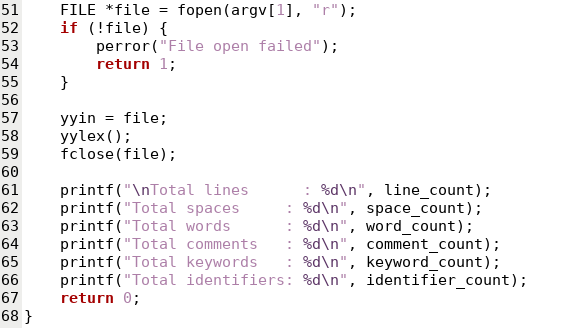 51    FILE *file = fopen(argv[1], "r");
52    if (!file) {
53        perror("File open failed");
54        return 1;
55    }
56
57    yyin = file;
58    yylex();
59    fclose(file);
60
61    printf("\nTotal lines      : %d\n", line_count);
62    printf("Total spaces     : %d\n", space_count);
63    printf("Total words      : %d\n", word_count);
64    printf("Total comments   : %d\n", comment_count);
65    printf("Total keywords   : %d\n", keyword_count);
66    printf("Total identifiers: %d\n", identifier_count);
67    return 0;
68}